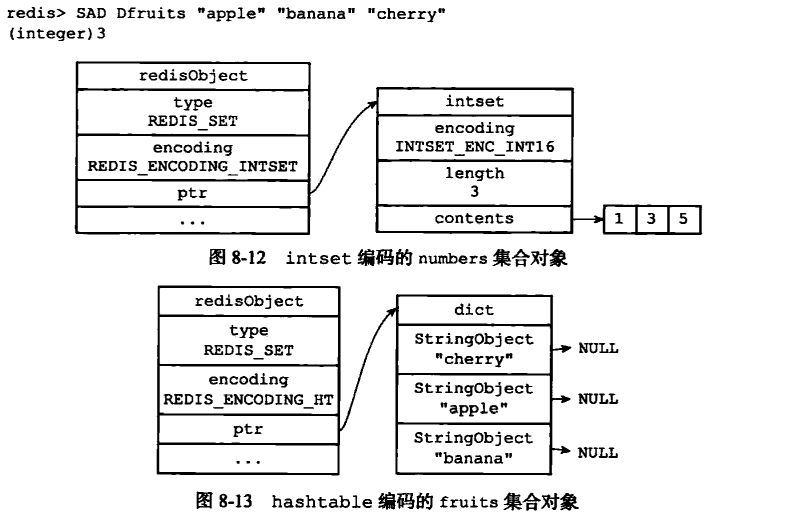 redis> SAD Dfruits "apple" "banana" "cherry"
(integer)3
redisObject
type
REDIS_SET
encoding
REDIS_ENCODING_INTSET
ptr
...
intset
encoding
INTSET_ENC_INT16
length
3
contents
1 3 5
图 8-12 intset 编码的 numbers 集合对象
redisObject
type
REDIS_SET
encoding
REDIS_ENCODING_HT
ptr
...
dict
StringObject
"cherry"
NULL
StringObject
"apple"
NULL
StringObject
"banana"
NULL
图 8-13 hashtable 编码的 fruits 集合对象